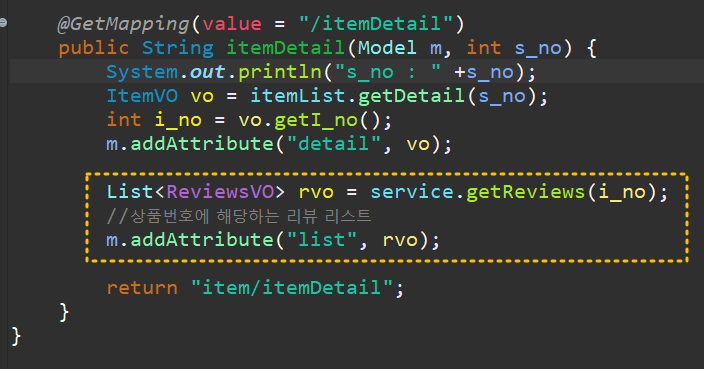 @GetMapping(value = "/itemDetail")
public String itemDetail(Model m, int s_no) {
System.out.println("s_no : " +s_no);
ItemVO vo = itemList.getDetail(s_no);
int i_no = vo.getI_no();
m.addAttribute("detail", vo);
List<ReviewsVO> rvo = service.getReviews(i_no);
//상품번호에 해당하는 리뷰 리스트
m.addAttribute("list", rvo);
return "item/itemDetail";
}
}